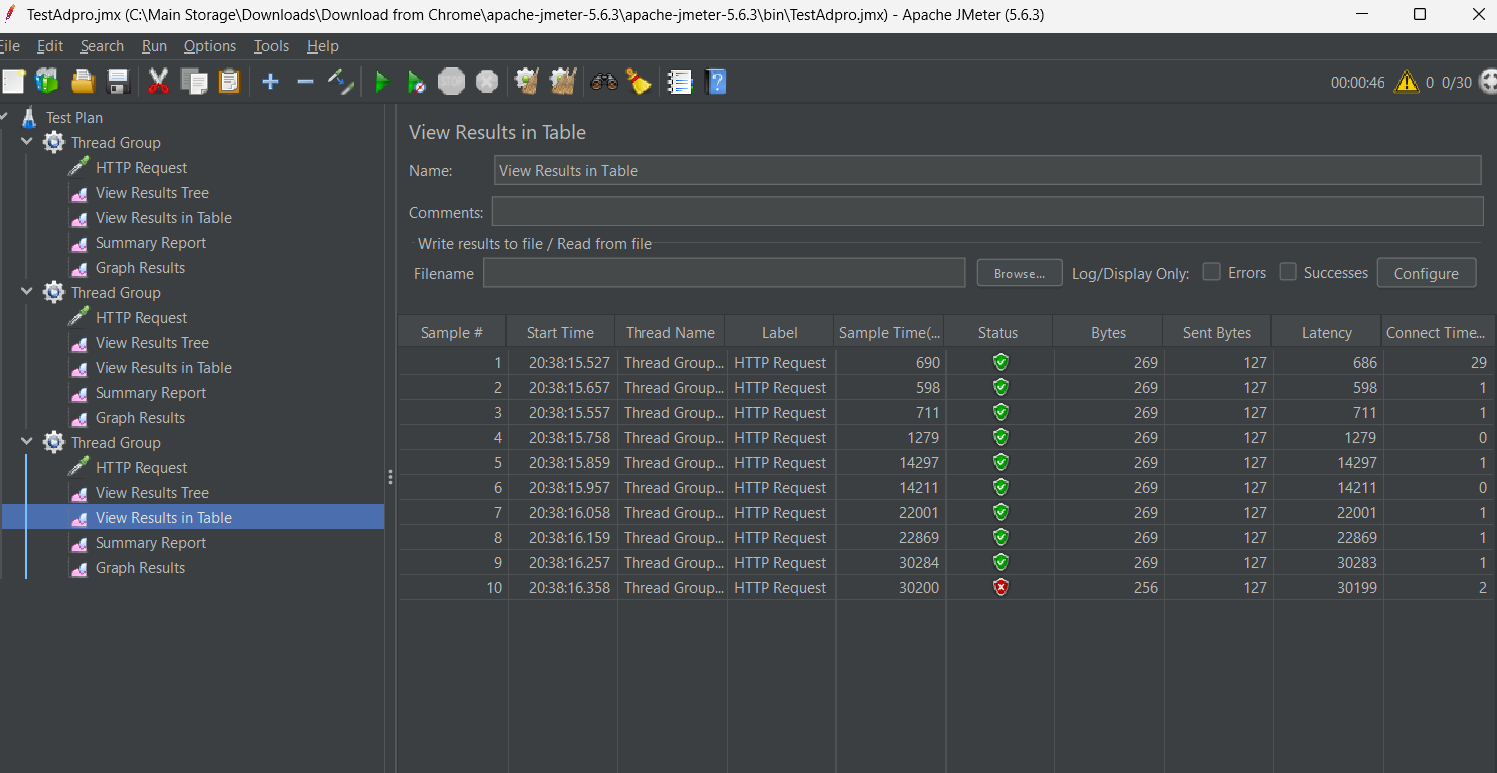 TestAdpro.jmx (C:\Main Storage\Downloads\Download from Chrome\apache-jmeter-5.6.3\apache-jmeter-5.6.3\bin\TestAdpro.jmx) - Apache JMeter (5.6.3)
File Edit Search Run Options Tools Help
STOP 00:00:46 0 0/30
Test Plan
Thread Group
HTTP Request
View Results Tree
View Results in Table
Summary Report
Graph Results
Thread Group
HTTP Request
View Results Tree
View Results in Table
Summary Report
Graph Results
Thread Group
HTTP Request
View Results Tree
View Results in Table
Summary Report
Graph Results
View Results in Table
Name: View Results in Table
Comments:
Write results to file / Read from file
Filename Browse... Log/Display Only: Errors Successes Configure
Sample # Start Time Thread Name Label Sample Time(... Status Bytes Sent Bytes Latency Connect Time...
1 20:38:15.527 Thread Group... HTTP Request 690 269 127 686 29
2 20:38:15.657 Thread Group... HTTP Request 598 269 127 598 1
3 20:38:15.557 Thread Group... HTTP Request 711 269 127 711 1
4 20:38:15.758 Thread Group... HTTP Request 1279 269 127 1279 0
5 20:38:15.859 Thread Group... HTTP Request 14297 269 127 14297 1
6 20:38:15.957 Thread Group... HTTP Request 14211 269 127 14211 0
7 20:38:16.058 Thread Group... HTTP Request 22001 269 127 22001 1
8 20:38:16.159 Thread Group... HTTP Request 22869 269 127 22869 1
9 20:38:16.257 Thread Group... HTTP Request 30284 269 127 30283 1
10 20:38:16.358 Thread Group... HTTP Request 30200 256 127 30199 2